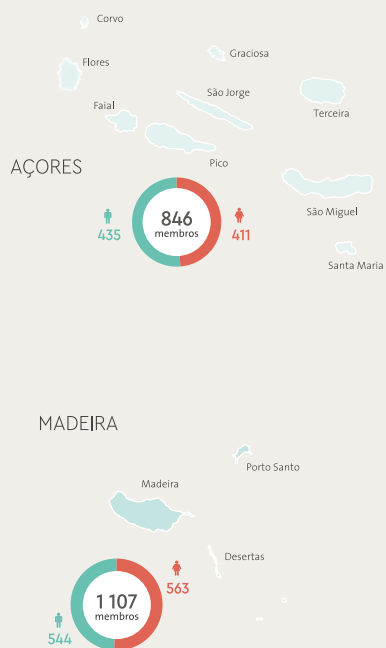 Corvo
Graciosa
Flores
São Jorge
Faial
Terceira
Pico
AÇORES
São Miguel
846
membros
435
411
Santa Maria
MADEIRA
Porto Santo
Madeira
Desertas
563
1 107
membros
544